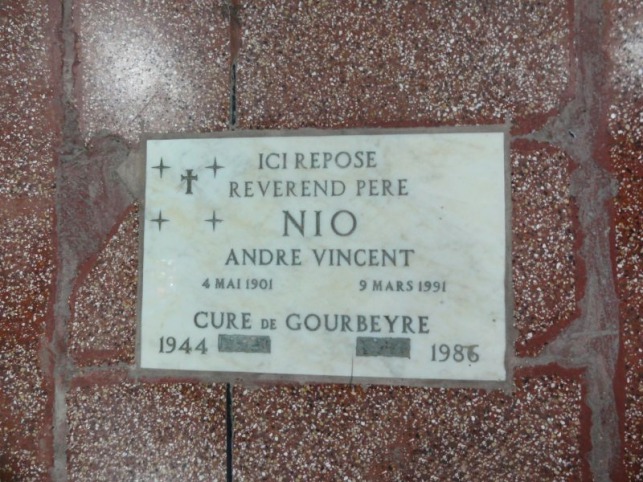 ICI REPOSE
REVEREND PERE
NIO
ANDRE VINCENT
4 MAI 1901 9 MARS 1991
CURE DE GOURBEYRE
1944 1986